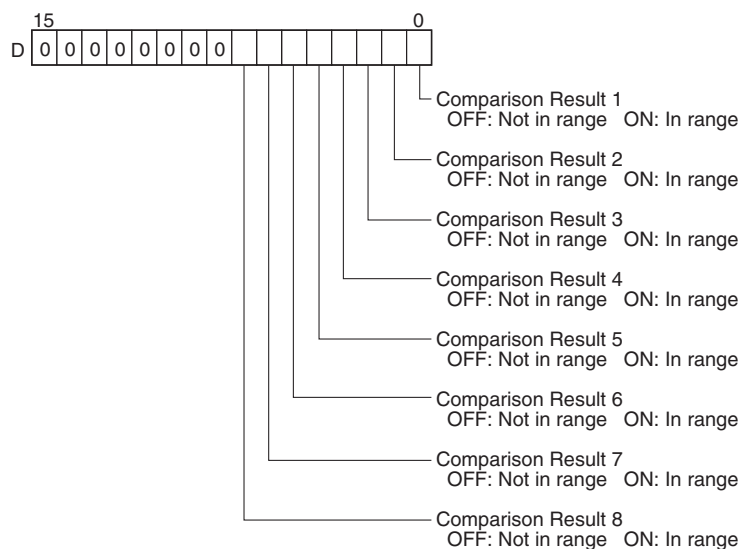 15 0
D 0 0 0 0 0 0 0 0
Comparison Result 1
OFF: Not in range ON: In range
Comparison Result 2
OFF: Not in range ON: In range
Comparison Result 3
OFF: Not in range ON: In range
Comparison Result 4
OFF: Not in range ON: In range
Comparison Result 5
OFF: Not in range ON: In range
Comparison Result 6
OFF: Not in range ON: In range
Comparison Result 7
OFF: Not in range ON: In range
Comparison Result 8
OFF: Not in range ON: In range